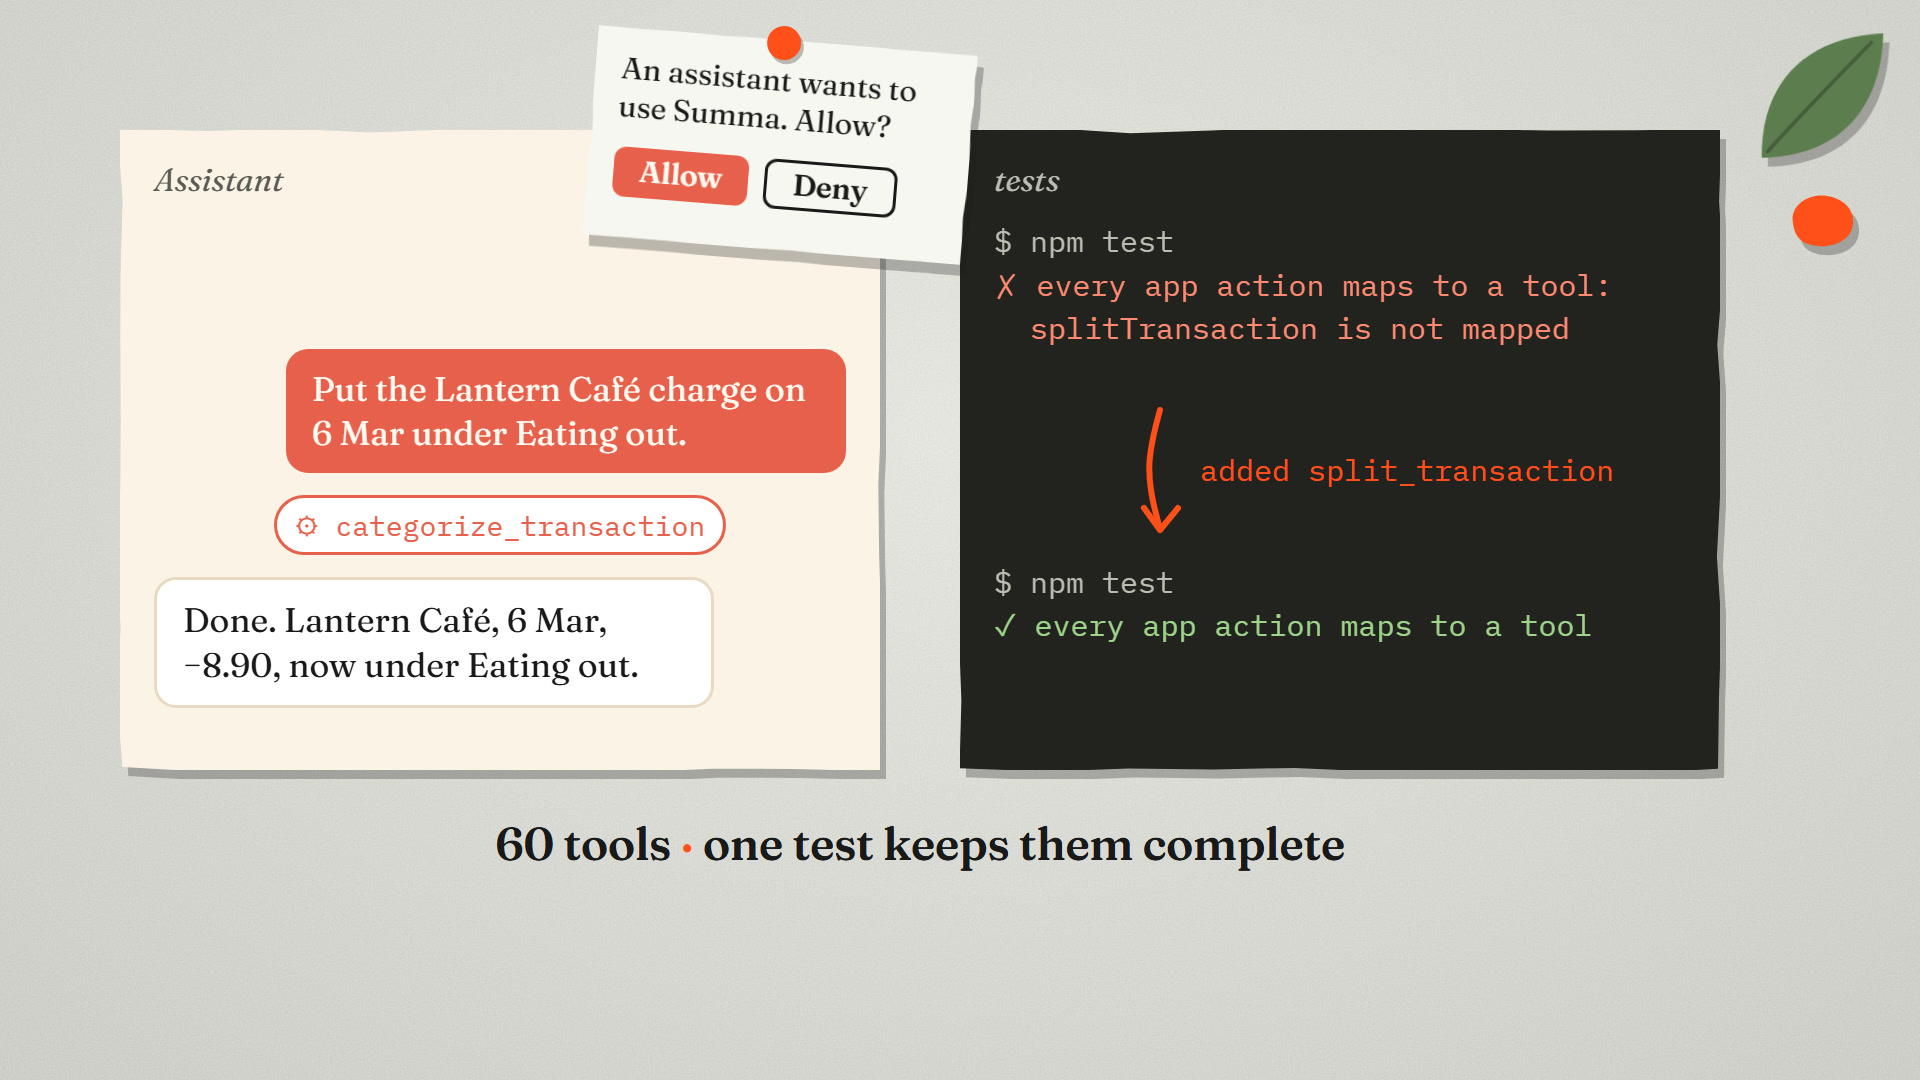 An assistant wants to
use Summa. Allow?
Allow
Deny
Assistant
Put the Lantern Café charge on
6 Mar under Eating out.
⚙ categorize_transaction
Done. Lantern Café, 6 Mar,
−8.90, now under Eating out.
tests
$ npm test
✗ every app action maps to a tool:
splitTransaction is not mapped
added split_transaction
$ npm test
✓ every app action maps to a tool
60 tools · one test keeps them complete